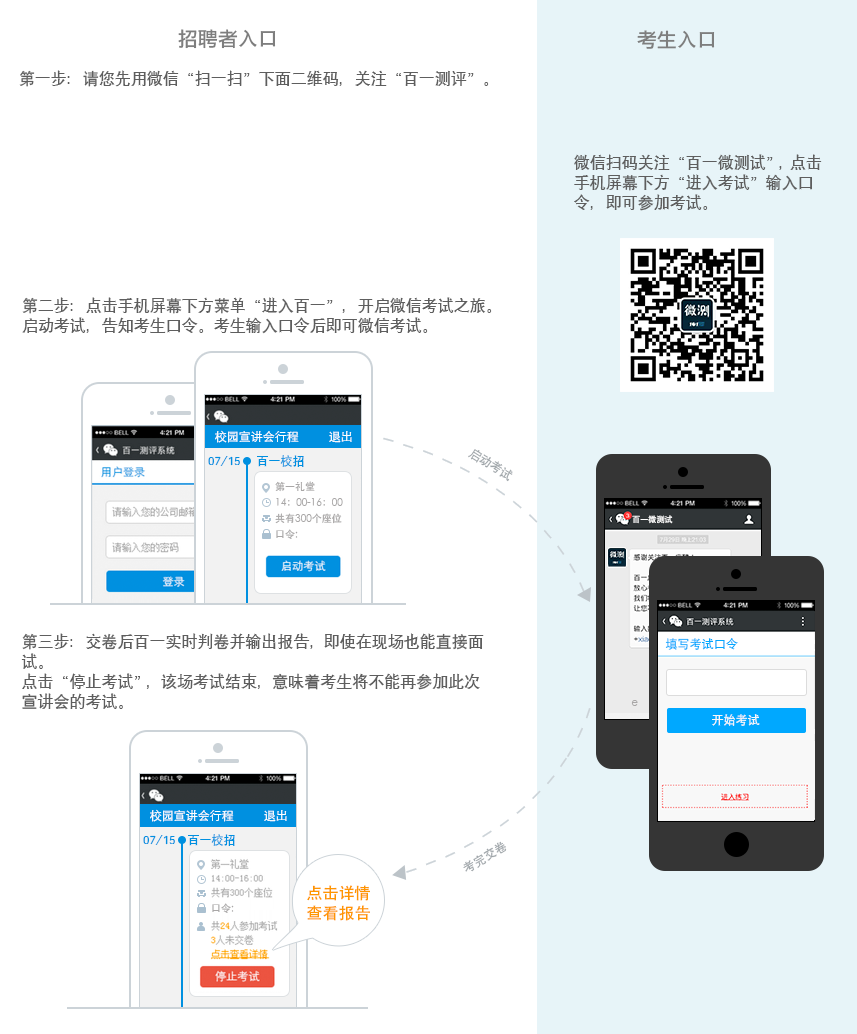 招聘者入口
第一步：请您先用微信“扫一扫”下面二维码，关注“百一测评”。
第二步：点击手机屏幕下方菜单“进入百一”，开启微信考试之旅。
启动考试，告知考生口令。考生输入口令后即可微信考试。
BELL 4:21 PM
百一测评系统
用户登录
请输入您的公司邮箱
请输入您的密码
登录
BELL 4:21 PM 100%
校园宣讲会行程 退出
07/15 百一校招
第一礼堂
14：00-16：00
共有300个座位
口令:
启动考试
第三步：交卷后百一实时判卷并输出报告，即使在现场也能直接面
试。
点击“停止考试”，该场考试结束，意味着考生将不能再参加此次
宣讲会的考试。
BELL 4:21 PM 100%
校园宣讲会行程 退出
07/15 百一校招
第一礼堂
14:00-16:00
共有300个座位
口令:
共24人参加考试
3人未交卷
点击查看详情
停止考试
点击详情
查看报告
启动考试
考完交卷
考生入口
微信扫码关注“百一微测试”，点击
手机屏幕下方“进入考试”输入口
令，即可参加考试。
微测
BELL 4:21 PM 100%
3
百一微测试
微测
感谢关注
百一
放心
我们
让您
输入
e
BELL 4:21 PM 100%
百一测评系统
填写考试口令
开始考试
进入练习